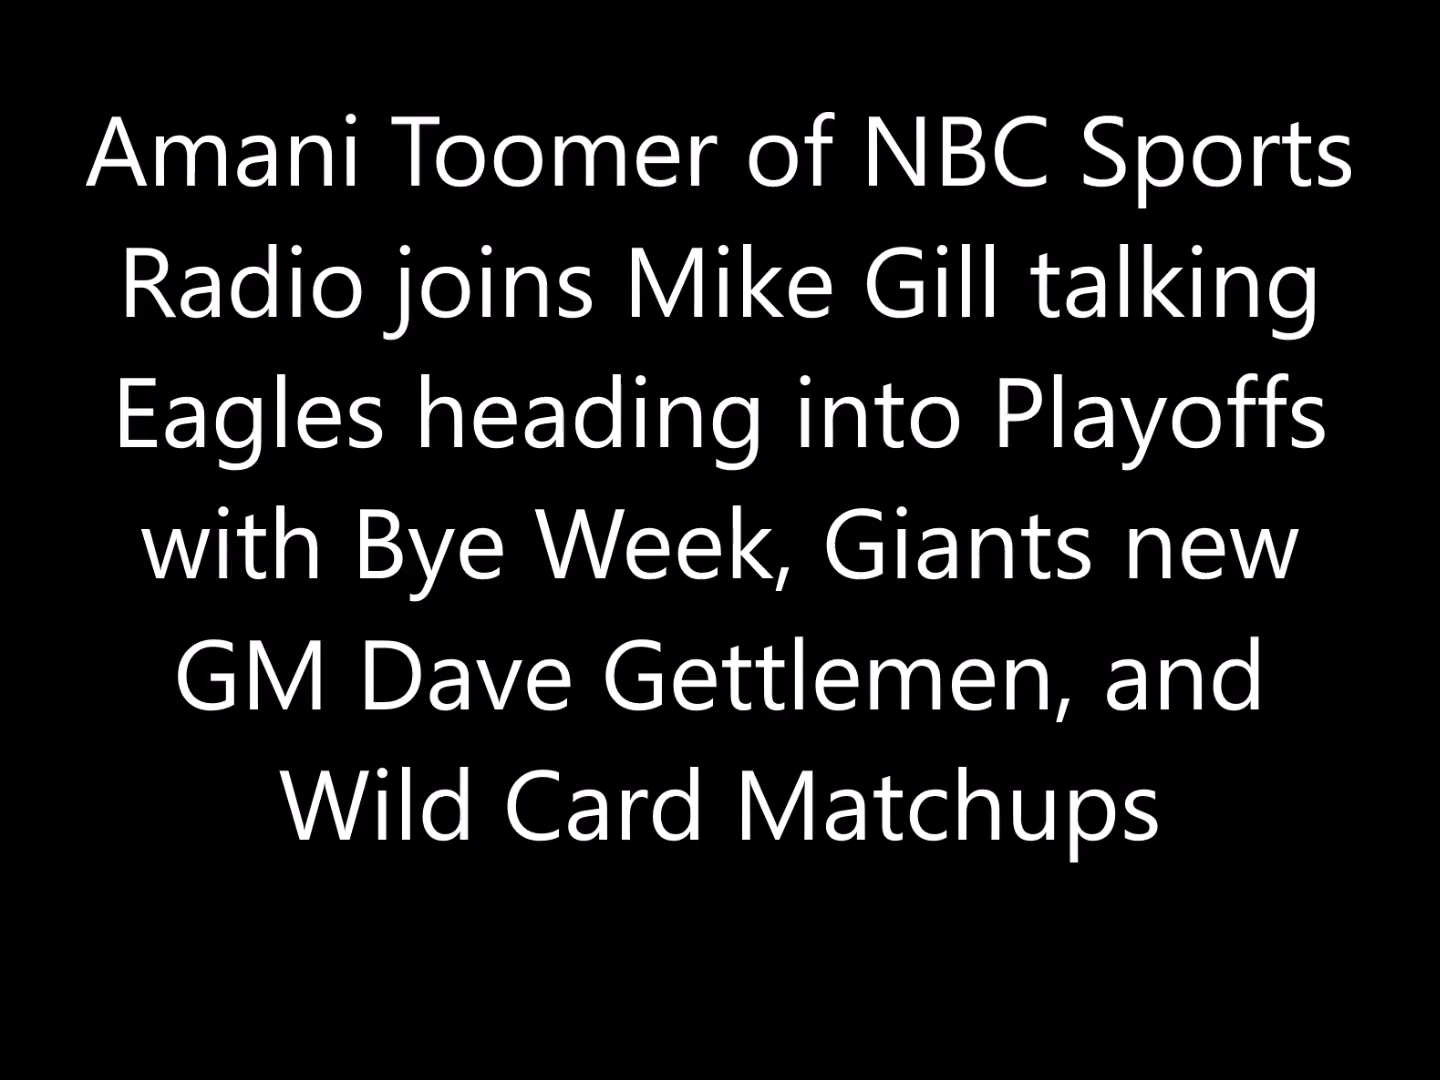 Amani Toomer of NBC Sports
Radio joins Mike Gill talking
Eagles heading into Playoffs
with Bye Week, Giants new
GM Dave Gettlemen, and
Wild Card Matchups